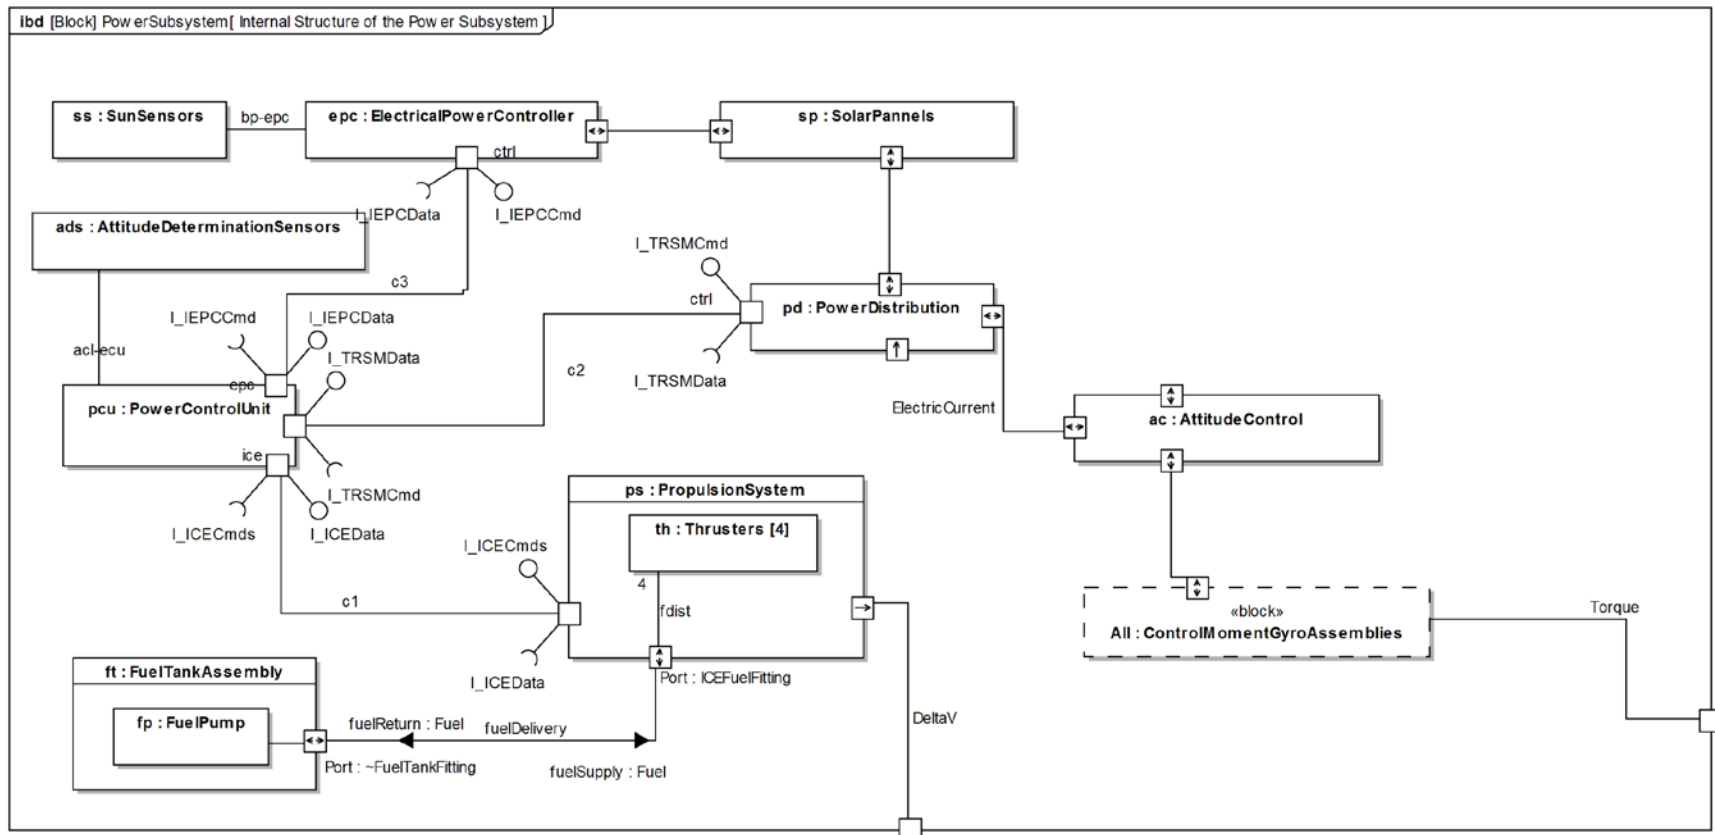 ibd [Block] PowerSubsystem[ Internal Structure of the Power Subsystem ]
ss : SunSensors
bp-epc
epc : ElectricalPowerController
sp : SolarPannels
ctrl
I_IEPCData
I_IEPCCmd
ads : AttitudeDeterminationSensors
I_TRSMCmd
c3
ctrl
pd : PowerDistribution
I_IEPCCmd
I_IEPCData
acl-ecu
I_TRSMData
c2
I_TRSMData
epc
pcu : PowerControlUnit
ElectricCurrent
ac : AttitudeControl
ice
I_TRSMCmd
ps : PropulsionSystem
I_ICECmds
I_ICEData
th : Thrusters [4]
I_ICECmds
4
c1
fdist
«block»
All : ControlMomentGyroAssemblies
Torque
ft : FuelTankAssembly
I_ICEData
Port : ICEFuelFitting
fp : FuelPump
fuelReturn : Fuel
fuelDelivery
DeltaV
Port : ~FuelTankFitting
fuelSupply : Fuel